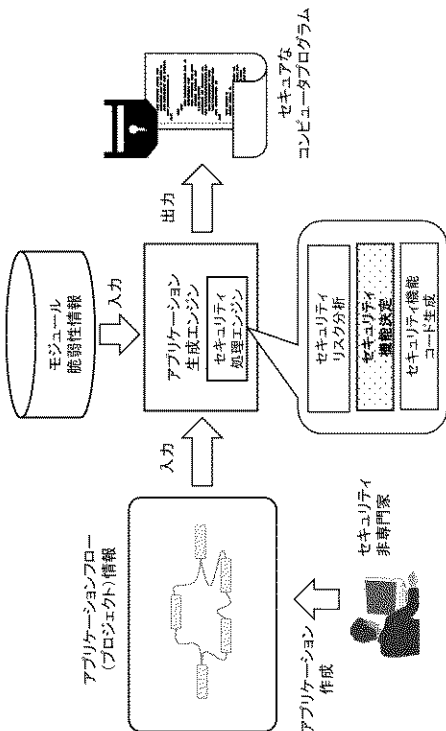 アプリケーションフロー
(プロジェクト)情報
アプリケーション
作成
セキュリティ
非専門家
入力
モジュール
脆弱性情報
入力
アプリケーション
生成エンジン
セキュリティ
処理エンジン
セキュリティ
リスク分析
セキュリティ
機能決定
セキュリティ機能
コード生成
出力
セキュアな
コンピュータプログラム